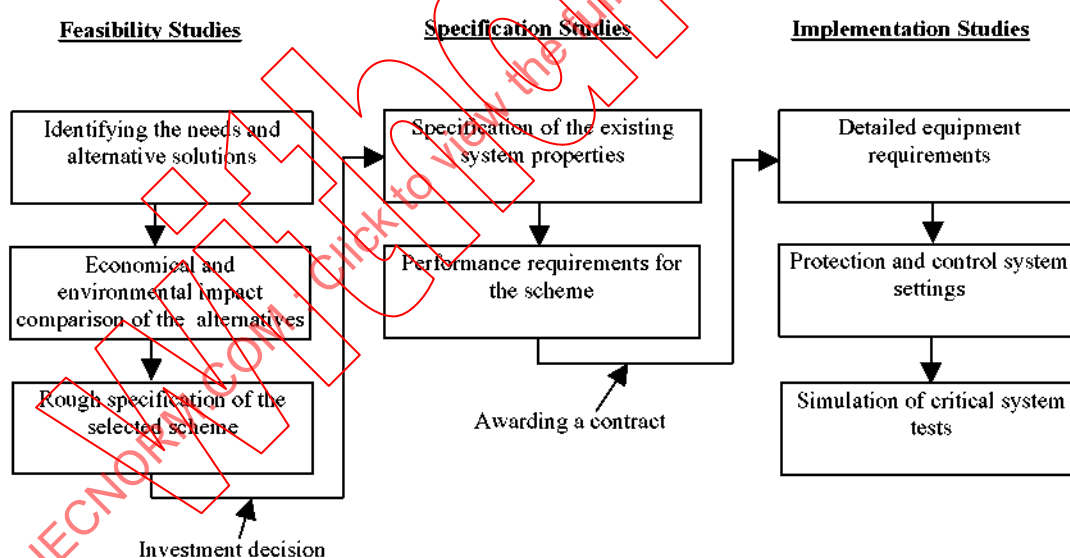 Feasibility Studies
Identifying the needs and
alternative solutions
Economical and
environmental impact
comparison of the alternatives
Rough specification of the
selected scheme
Investment decision
Specification Studies
Specification of the existing
system properties
Performance requirements for
the scheme
Awarding a contract
Implementation Studies
Detailed equipment
requirements
Protection and control system
settings
Simulation of critical system
tests
IECNORM.COM: Click to view the full